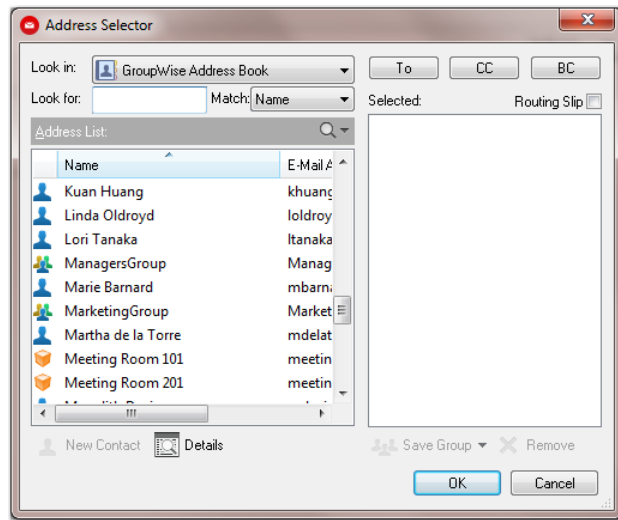 Address Selector
Look in: GroupWise Address Book To CC BC
Look for: Match: Name Selected: Routing Slip
Address List:
Name E-Mail A
Kuan Huang khuang
Linda Oldroyd loldroy
Lori Tanaka ltanaka
ManagersGroup Manag
Marie Barnard mbarna
MarketingGroup Market
Martha de la Torre mdelat
Meeting Room 101 meetin
Meeting Room 201 meetin
New Contact Details Save Group Remove
OK Cancel